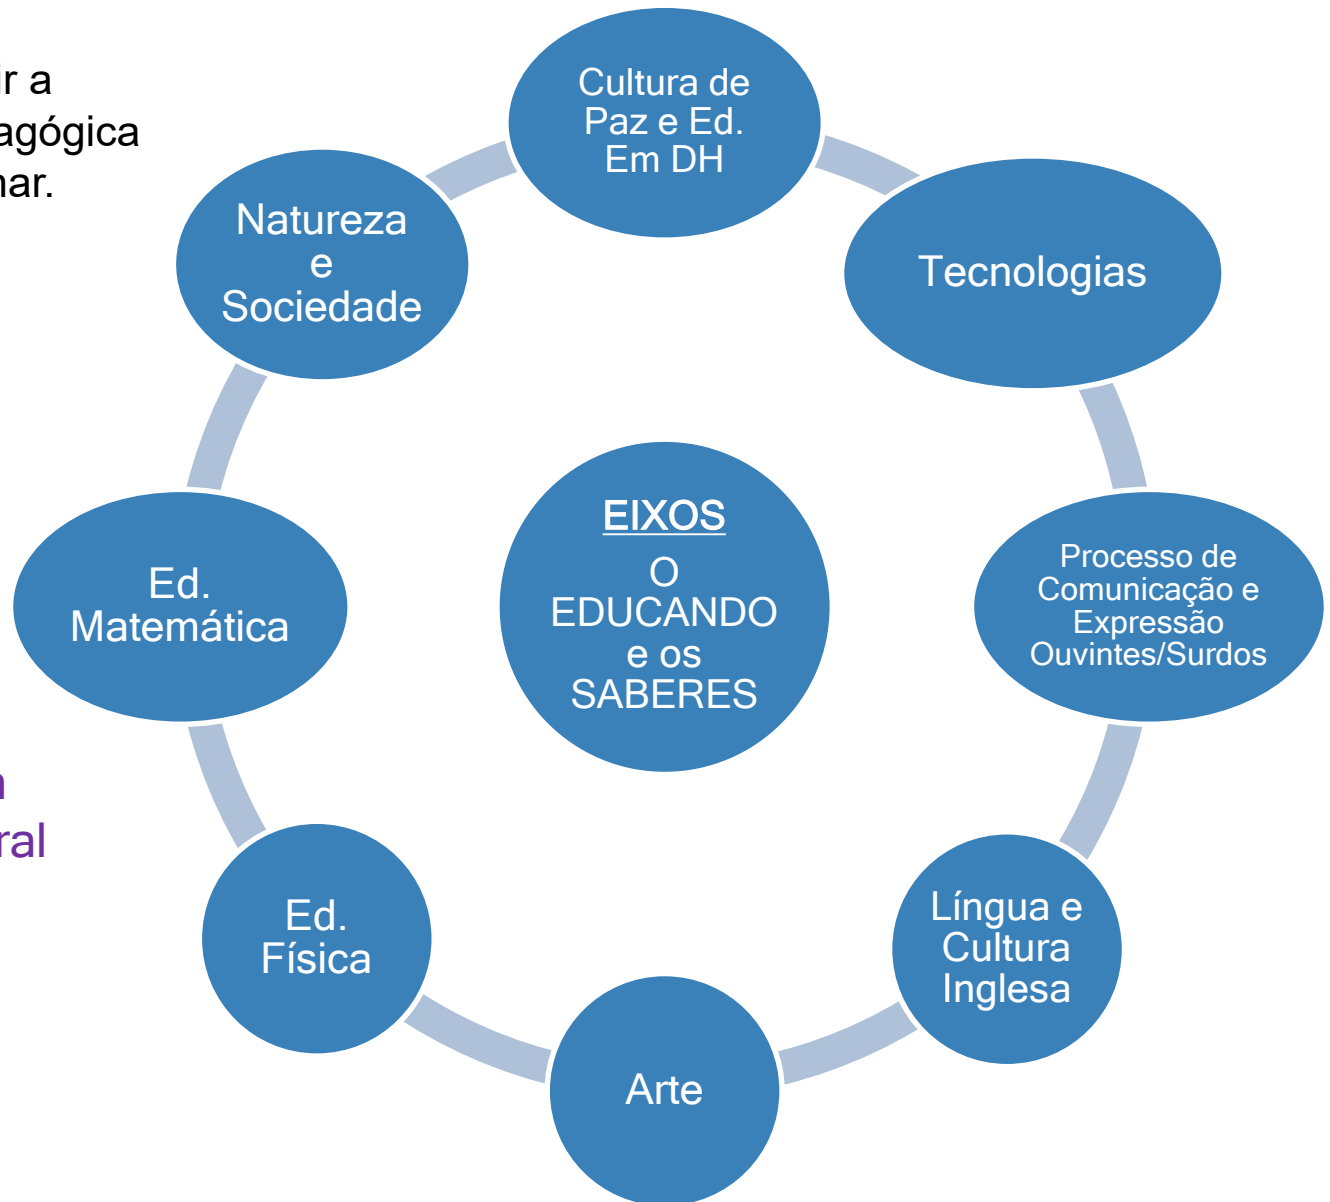 ir a
agógica
nar.
Cultura de
Paz e Ed.
Em DH
Tecnologias
Processo de
Comunicação e
Expressão
Ouvintes/Surdos
Língua e
Cultura
Inglesa
Arte
Ed.
Física
Ed.
Matemática
Natureza
e
Sociedade
EIXOS
O
EDUCANDO
e os
SABERES
ral